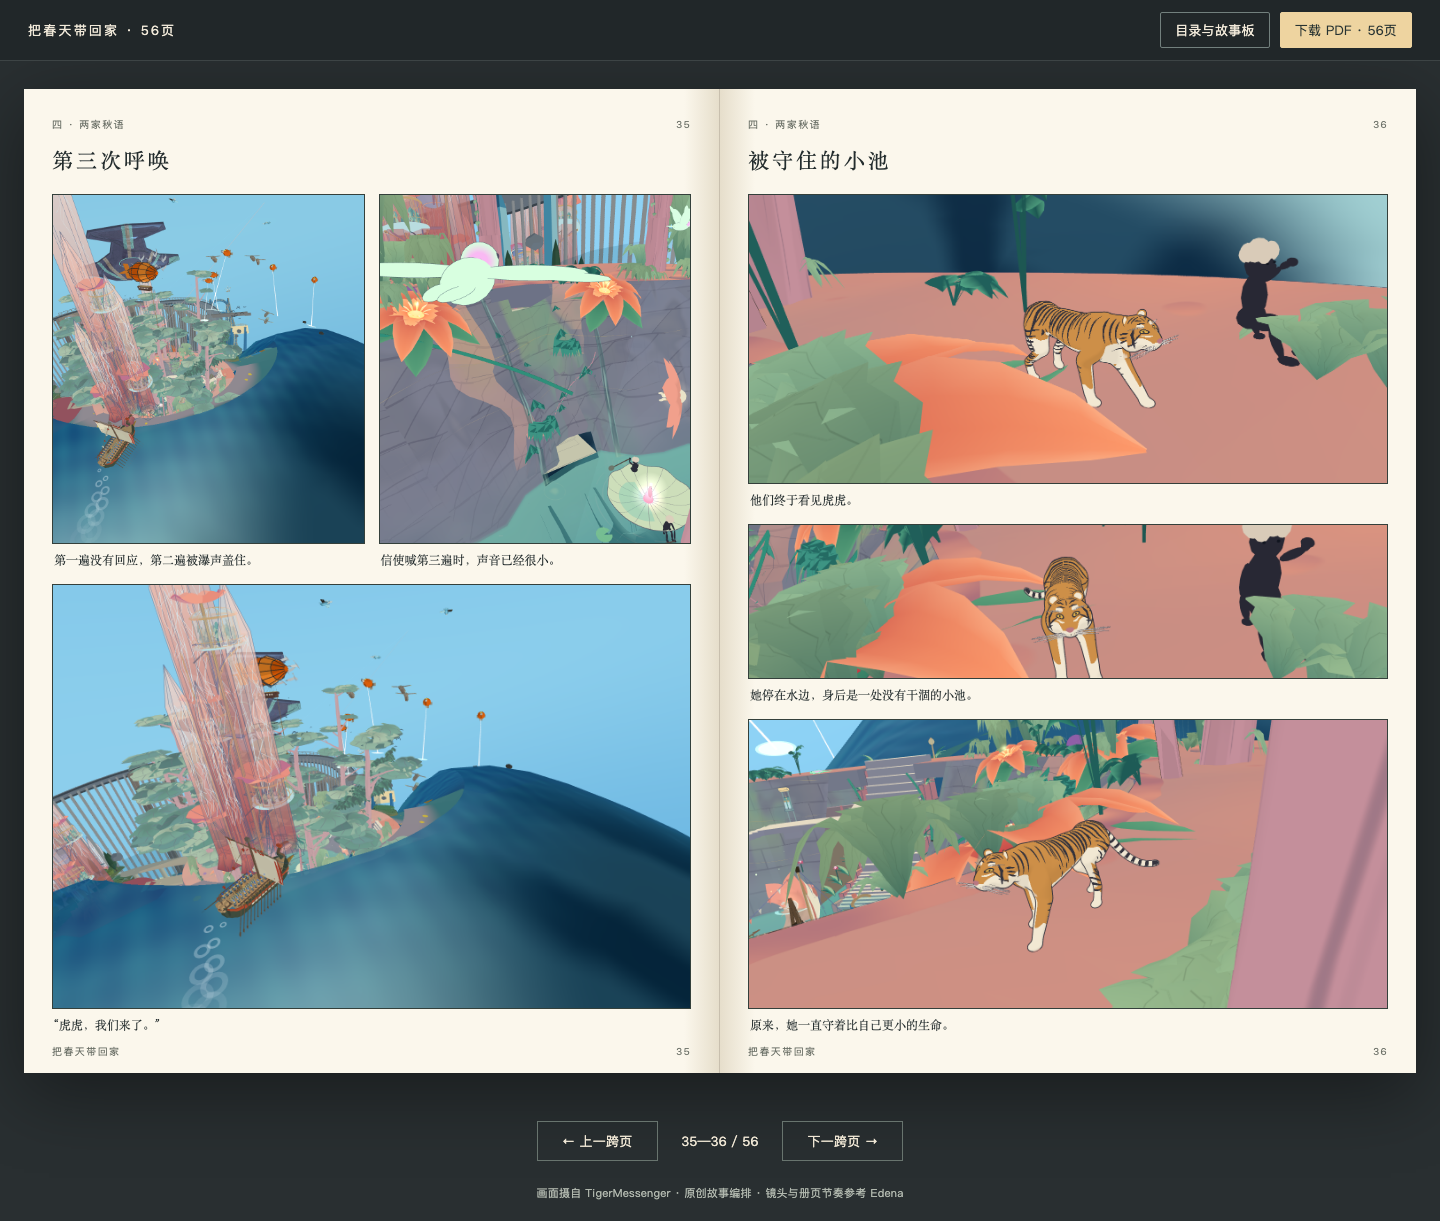 把春天带回家 · 56页
目录与故事板
下载 PDF · 56页
四 · 两家秋语
35
第三次呼唤
第一遍没有回应，第二遍被瀑声盖住。
信使喊第三遍时，声音已经很小。
“虎虎，我们来了。”
把春天带回家
35
四 · 两家秋语
36
被守住的小池
他们终于看见虎虎。
她停在水边，身后是一处没有干涸的小池。
原来，她一直守着比自己更小的生命。
把春天带回家
36
← 上一跨页
35—36 / 56
下一跨页 →
画面摄自 TigerMessenger · 原创故事编排 · 镜头与册页节奏参考 Edena